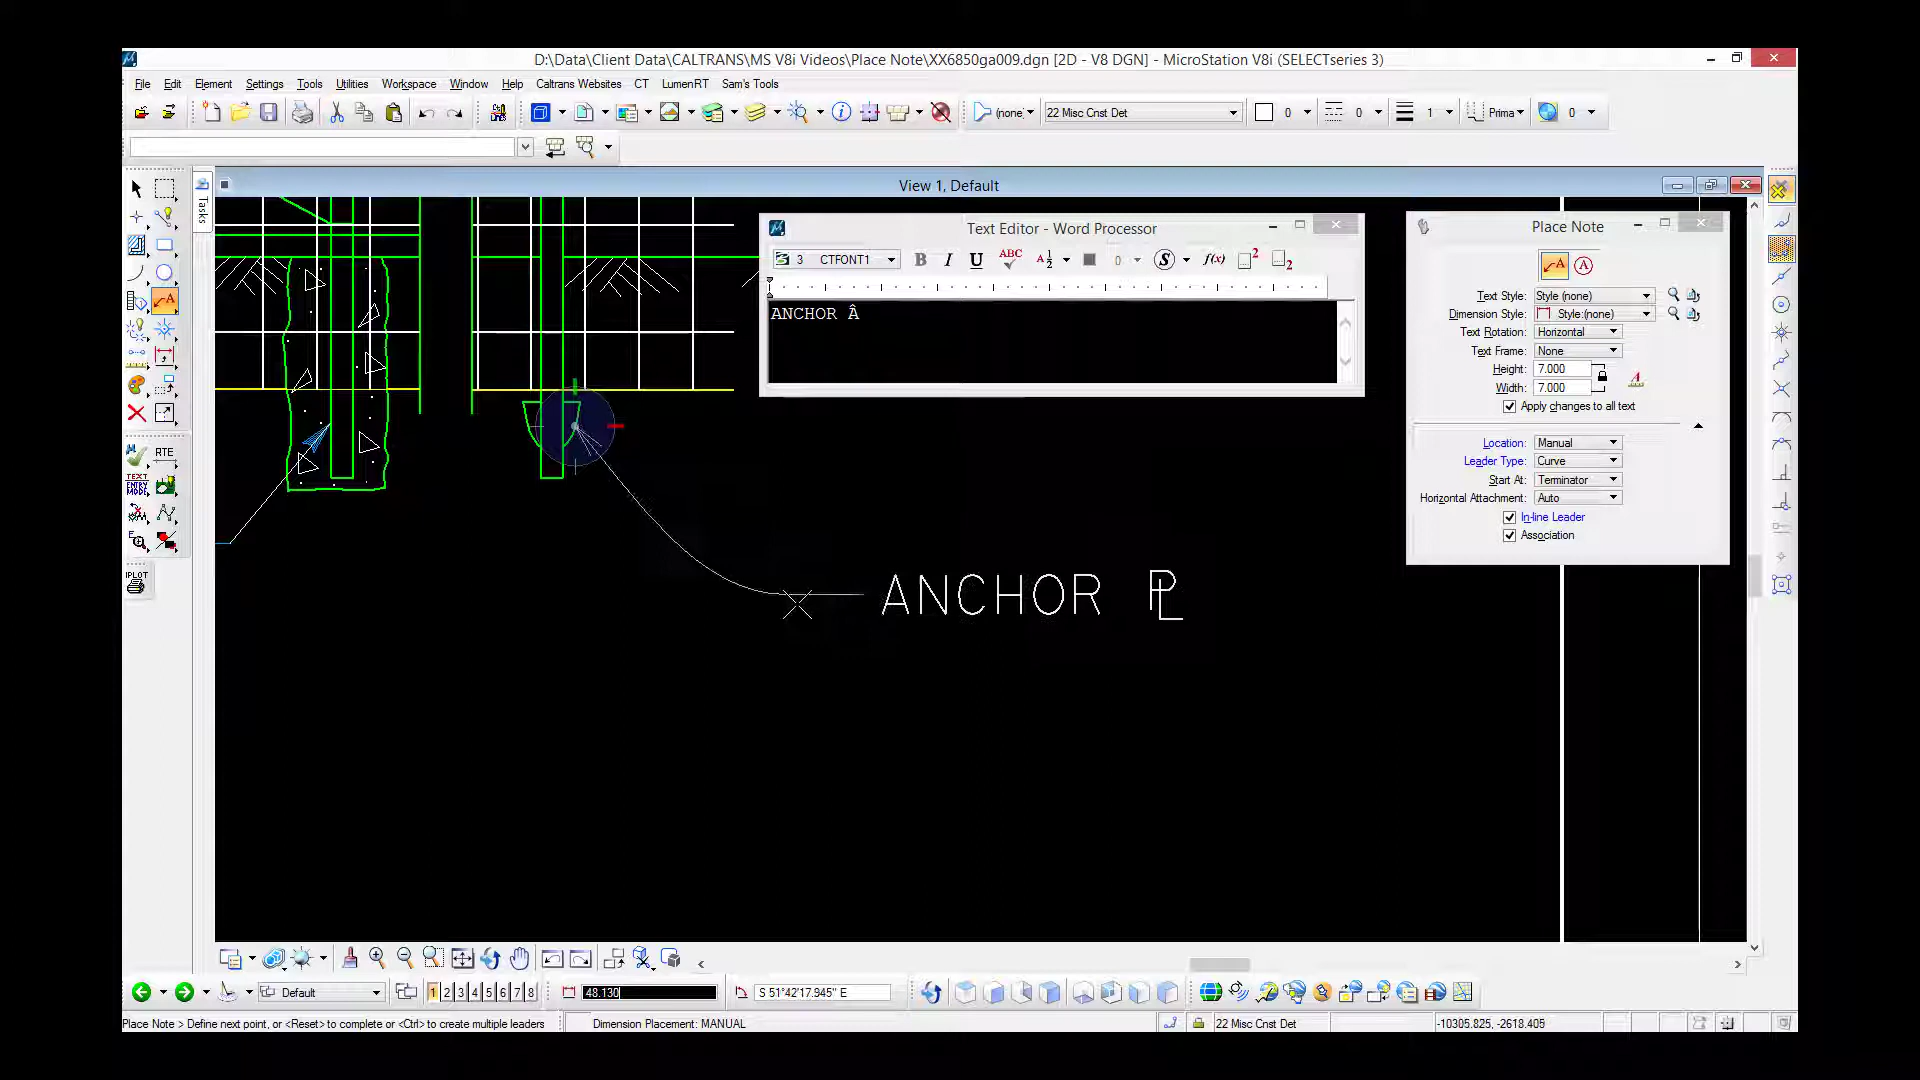 D:\Data\Client Data\CALTRANS\MS V8i Videos\Place Note\XX6850ga009.dgn [2D - V8 DGN] - MicroStation V8i (SELECTseries 3)
File Edit Element Settings Tools Utilities Workspace Window Help Caltrans Websites CT LumenRT Sam's Tools
(none) 22 Misc Cnst Det 0 0 1 Prima 0
View 1, Default
Tasks
Text Editor - Word Processor
3 CTFONT1 B I U ABC 0 S f(x) 2 2
ANCHOR Â
Place Note
Text Style: Style (none)
Dimension Style: Style:(none)
Text Rotation: Horizontal
Text Frame: None
Height: 7.000
Width: 7.000
Apply changes to all text
Location: Manual
Leader Type: Curve
Start At: Terminator
Horizontal Attachment: Auto
In-line Leader
Association
RTE
TEXT
ENTRY
MODE
IPLOT
ANCHOR PL
Default 1 2 3 4 5 6 7 8 48.130 S 51°42'17.945" E
Place Note > Define next point, or <Reset> to complete or <Ctrl> to create multiple leaders Dimension Placement: MANUAL 22 Misc Cnst Det -10305.825, -2618.405